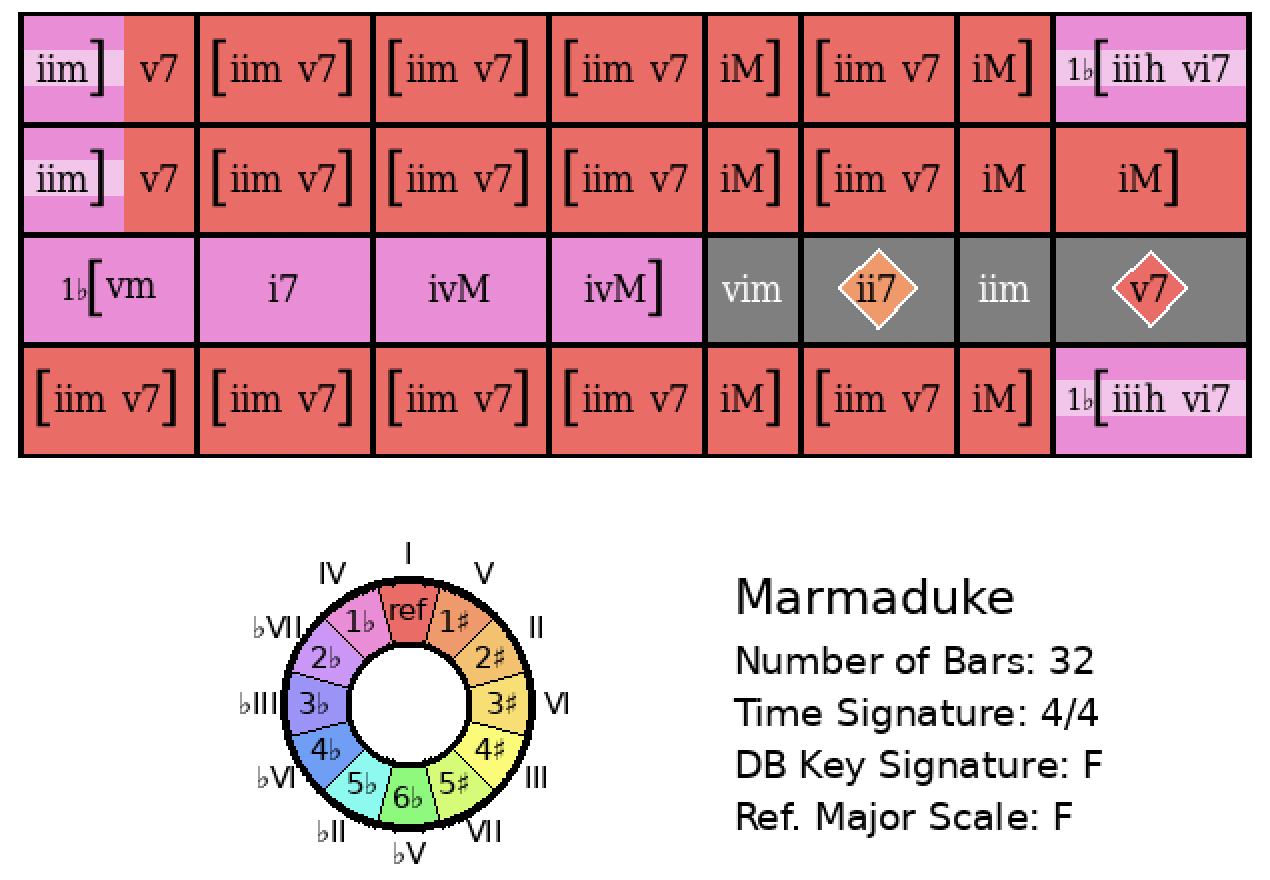 iim] v7 [iim v7] [iim v7] [iim v7 iM] [iim v7 iM] 1♭[iiih vi7
iim] v7 [iim v7] [iim v7] [iim v7 iM] [iim v7 iM iM]
1♭[vm i7 ivM ivM] vim ii7 iim v7
[iim v7] [iim v7] [iim v7] [iim v7 iM] [iim v7 iM] 1♭[iiih vi7
I
IV V
♭VII II
♭III VI
♭VI III
♭II VII
♭V
ref 1♯ 2♯ 3♯ 4♯ 5♯ 6♭ 5♭ 4♭ 3♭ 2♭ 1♭
Marmaduke
Number of Bars: 32
Time Signature: 4/4
DB Key Signature: F
Ref. Major Scale: F